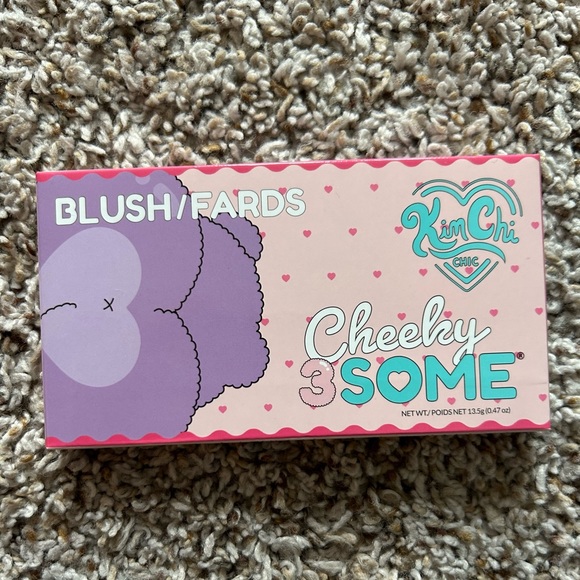 BLUSH/FARDS
KimChi
CHIC
Cheeky
3SOME®
NET WT./ POIDS NET 13.5g (0.47 oz)